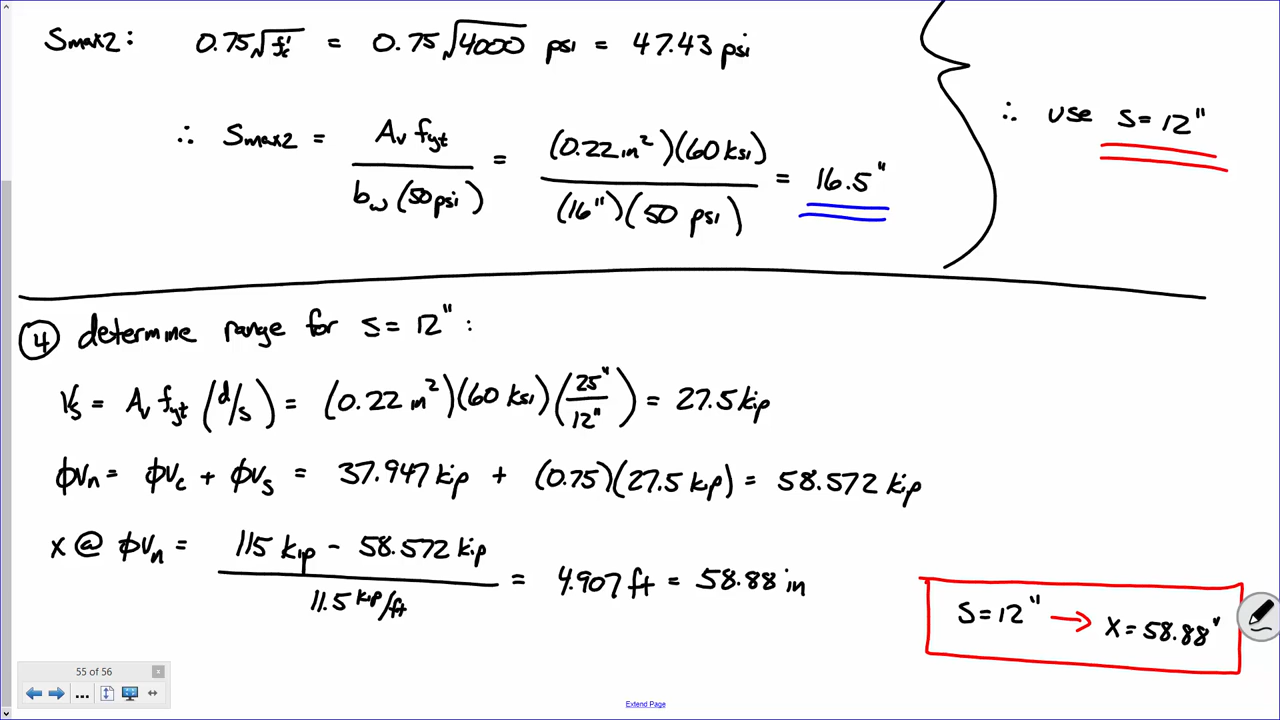 Smax2: 0.75√f'c = 0.75√4000 psi = 47.43 psi
∴ Smax2 = Av fyt / bw (50 psi) = (0.22 in²)(60 ksi) / (16")(50 psi) = 16.5"
∴ use s = 12"
④ determine range for s = 12":
Vs = Av fyt (d/s) = (0.22 in²)(60 ksi)(25"/12") = 27.5 kip
ϕVn = ϕVc + ϕVs = 37.947 kip + (0.75)(27.5 kip) = 58.572 kip
x @ ϕVn = 115 kip - 58.572 kip / 11.5 kip/ft = 4.907 ft = 58.88 in
S = 12" → x = 58.88"
55 of 56
x
...
Extend Page